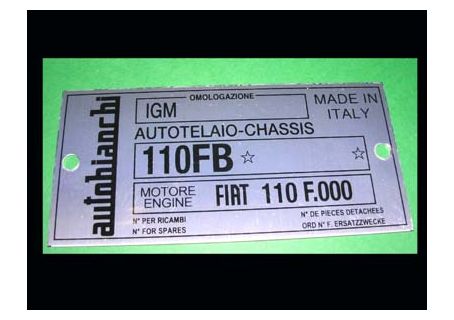 autobianchi
OMOLOGAZIONE
IGM
MADE IN
ITALY
AUTOTELAIO-CHASSIS
110FB ☆ ☆
MOTORE
ENGINE
FIAT 110 F.000
N° PER RICAMBI
N° FOR SPARES
N° DE PIECES DETACHEES
ORD N° F. ERSATZZWECKE